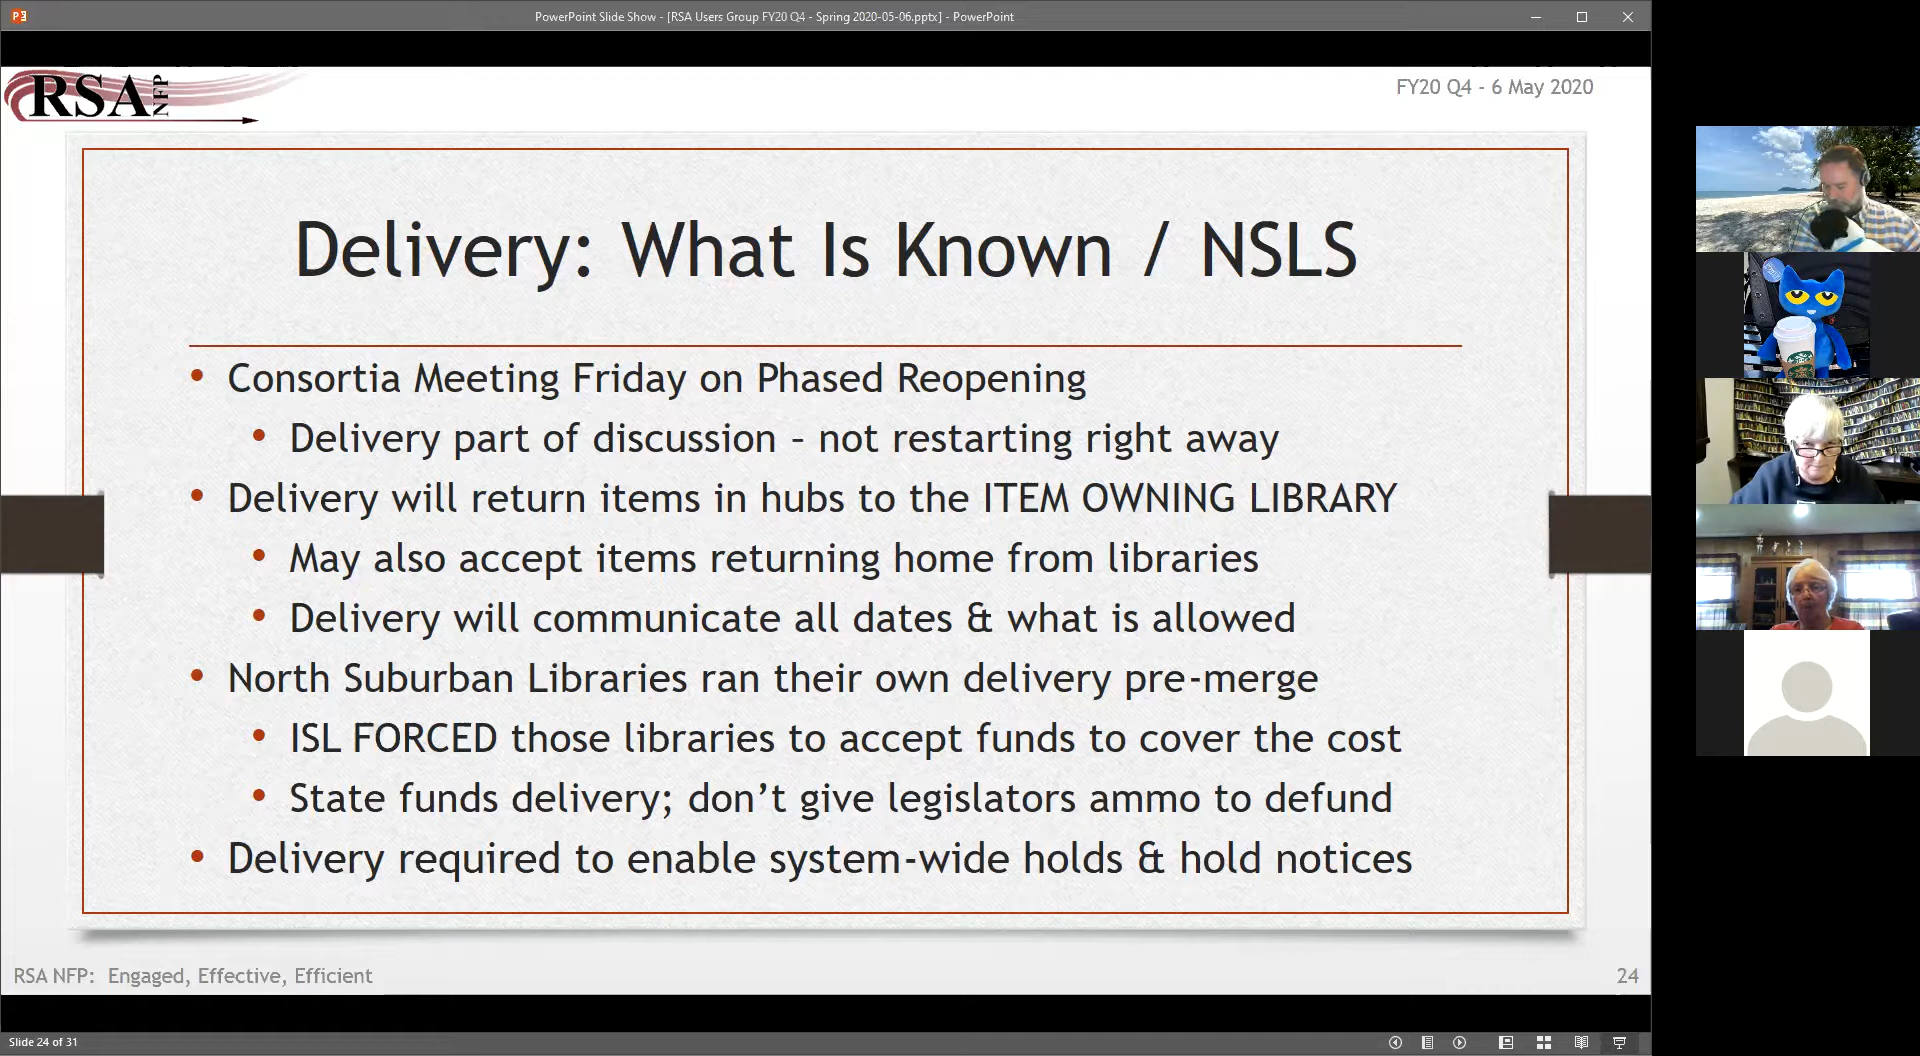 PowerPoint Slide Show - [RSA Users Group FY20 Q4 - Spring 2020-05-06.pptx] - PowerPoint
RSA NFP
FY20 Q4 - 6 May 2020
Delivery: What Is Known / NSLS
• Consortia Meeting Friday on Phased Reopening
• Delivery part of discussion – not restarting right away
• Delivery will return items in hubs to the ITEM OWNING LIBRARY
• May also accept items returning home from libraries
• Delivery will communicate all dates & what is allowed
• North Suburban Libraries ran their own delivery pre-merge
• ISL FORCED those libraries to accept funds to cover the cost
• State funds delivery; don’t give legislators ammo to defund
• Delivery required to enable system-wide holds & hold notices
RSA NFP: Engaged, Effective, Efficient
24
Slide 24 of 31